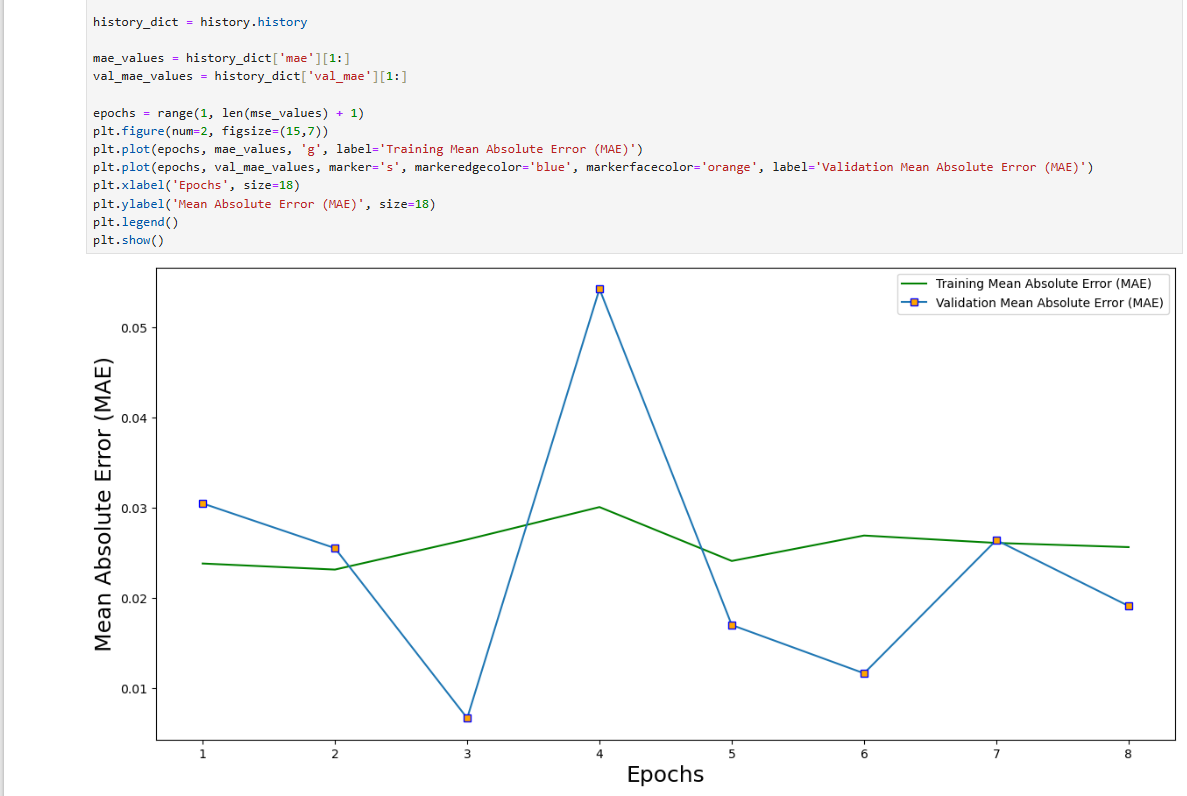 history_dict = history.history
mae_values = history_dict['mae'][1:]
val_mae_values = history_dict['val_mae'][1:]
epochs = range(1, len(mse_values) + 1)
plt.figure(num=2, figsize=(15,7))
plt.plot(epochs, mae_values, 'g', label='Training Mean Absolute Error (MAE)')
plt.plot(epochs, val_mae_values, marker='s', markeredgecolor='blue', markerfacecolor='orange', label='Validation Mean Absolute Error (MAE)')
plt.xlabel('Epochs', size=18)
plt.ylabel('Mean Absolute Error (MAE)', size=18)
plt.legend()
plt.show()
Training Mean Absolute Error (MAE)
Validation Mean Absolute Error (MAE)
Mean Absolute Error (MAE)
0.05
0.04
0.03
0.02
0.01
1 2 3 4 5 6 7 8
Epochs